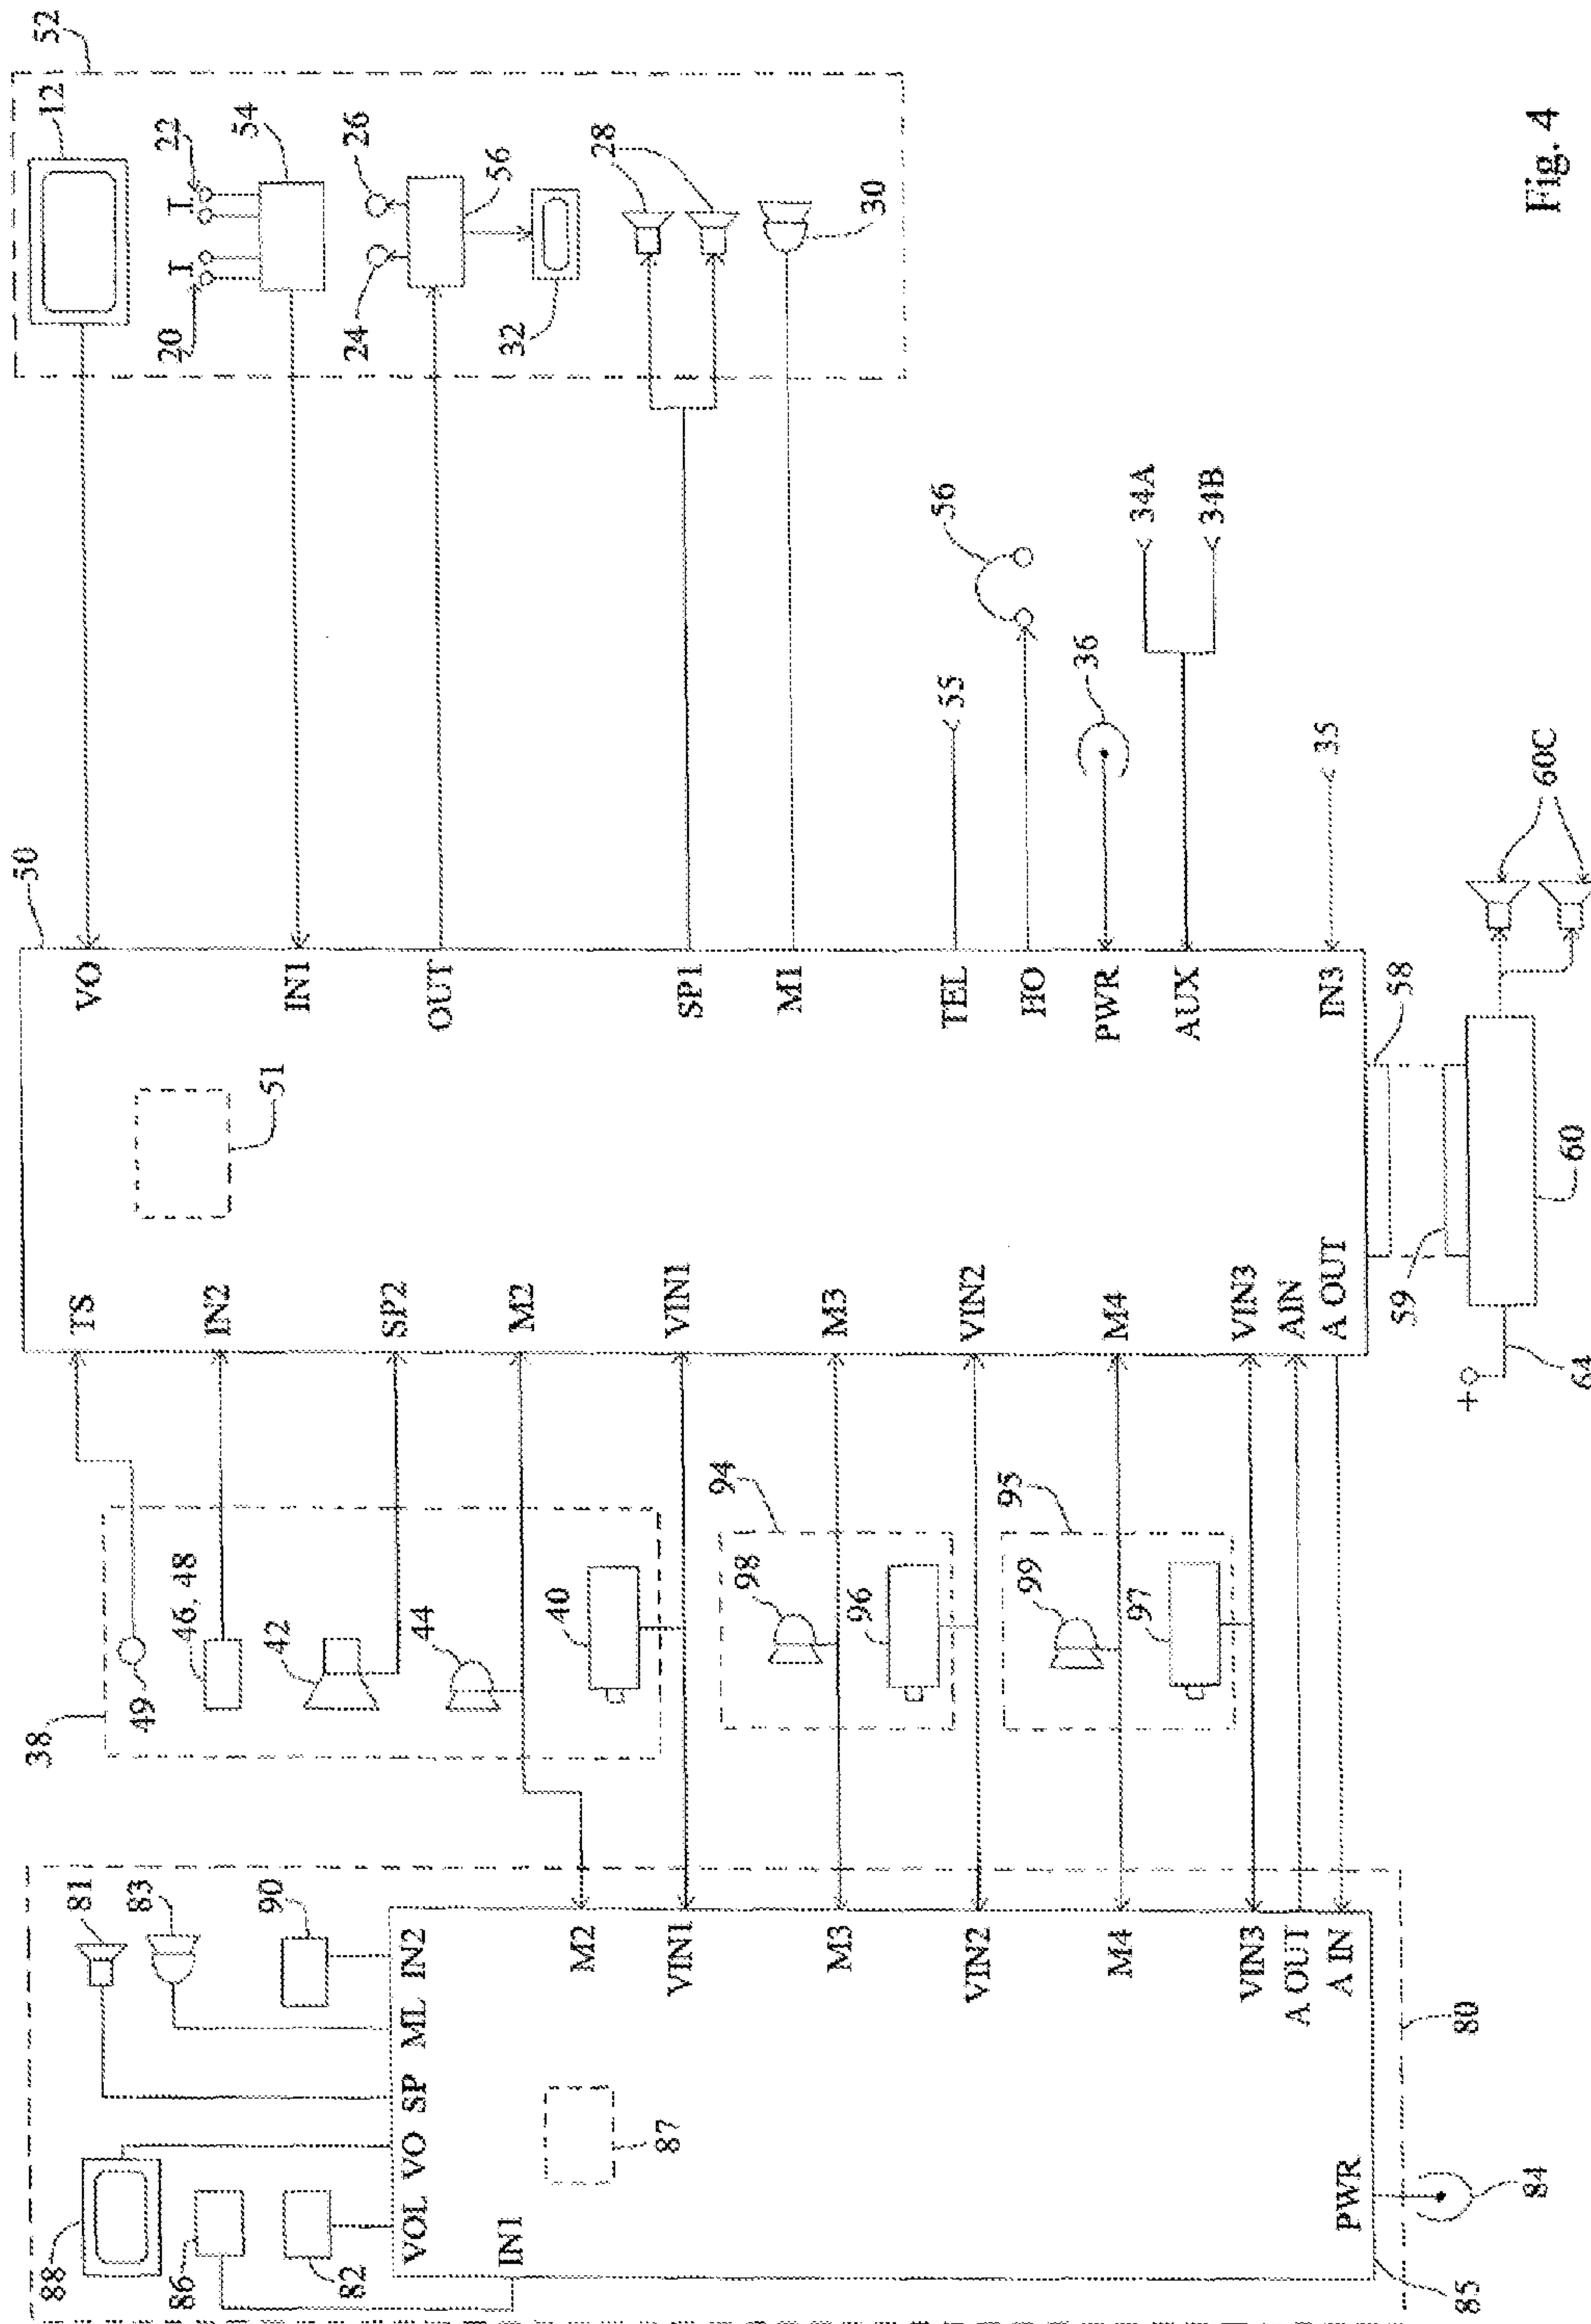 88
86
82
81
83
90
VOL VO SP ML IN2
IN1
87
M2
VIN1
M3
VIN2
M4
VIN3
A OUT
A IN
PWR
85
84
80
38
49
46, 48
42
44
40
94
98
96
95
99
97
50
TS
IN2
SP2
M2
VIN1
M3
VIN2
M4
VIN3
AIN
A OUT
51
VO
IN1
OUT
SP1
M1
TEL
HO
PWR
AUX
IN3
58
59
60
64
+
60C
52
12
20
22
54
24
26
56
32
28
30
55
56
36
34A
34B
35
Fig. 4